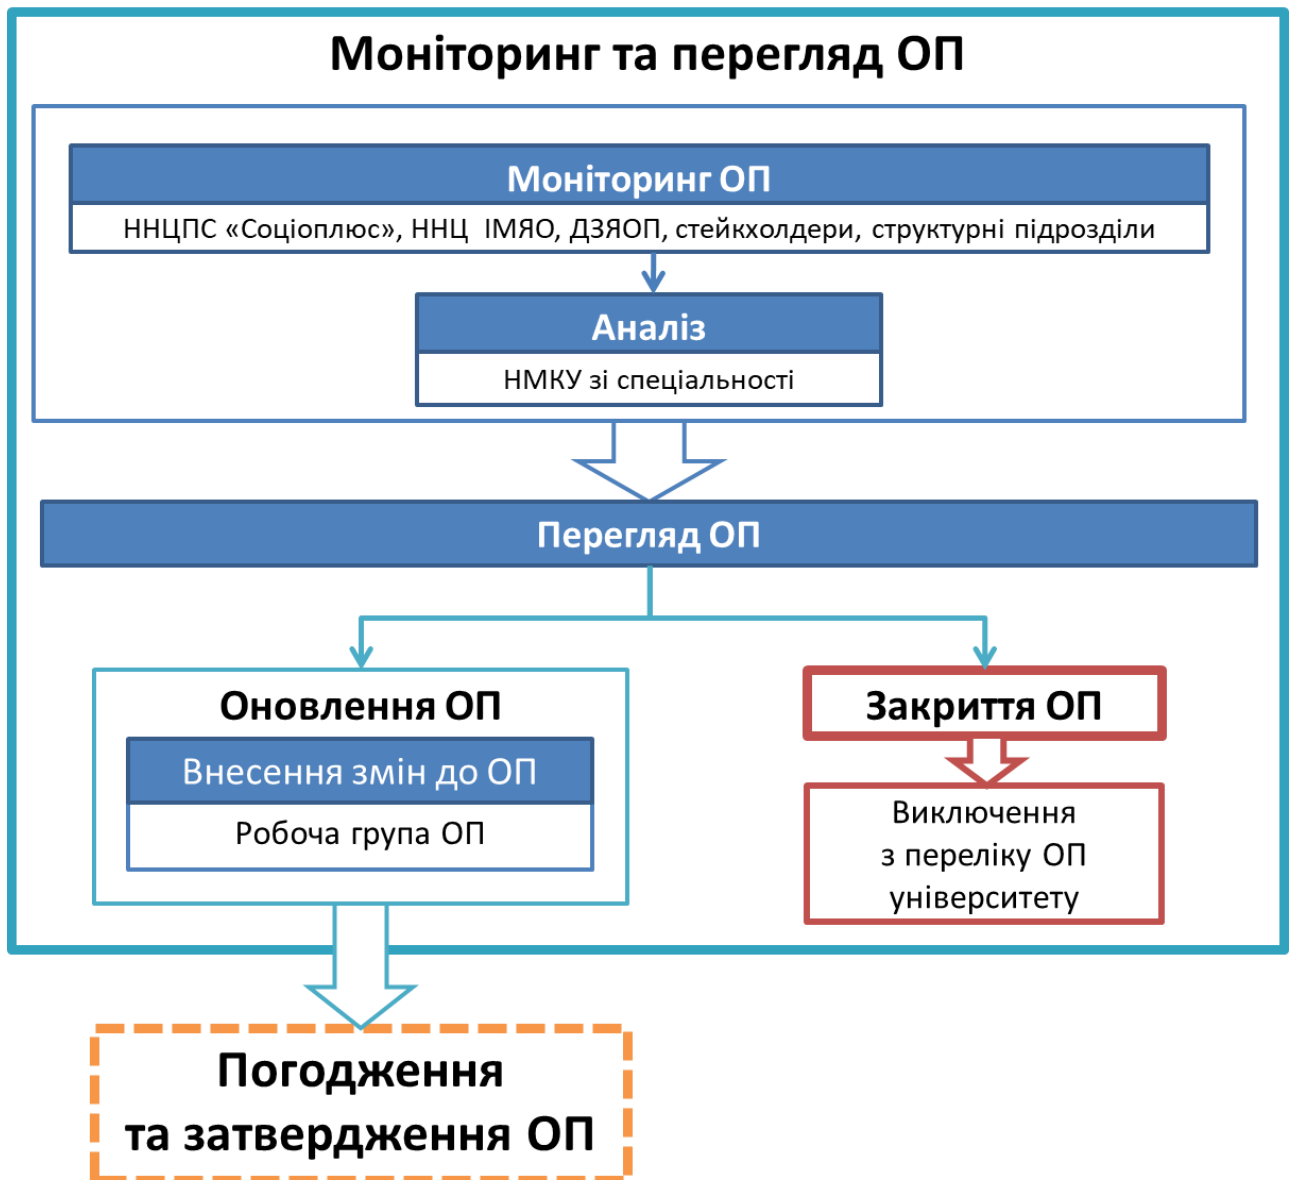 Моніторинг та перегляд ОП
Моніторинг ОП
ННЦПС «Соціоплюс», ННЦ ІМЯО, ДЗЯОП, стейкхолдери, структурні підрозділи
Аналіз
НМКУ зі спеціальності
Перегляд ОП
Оновлення ОП
Внесення змін до ОП
Робоча група ОП
Закриття ОП
Виключення
з переліку ОП
університету
Погодження
та затвердження ОП